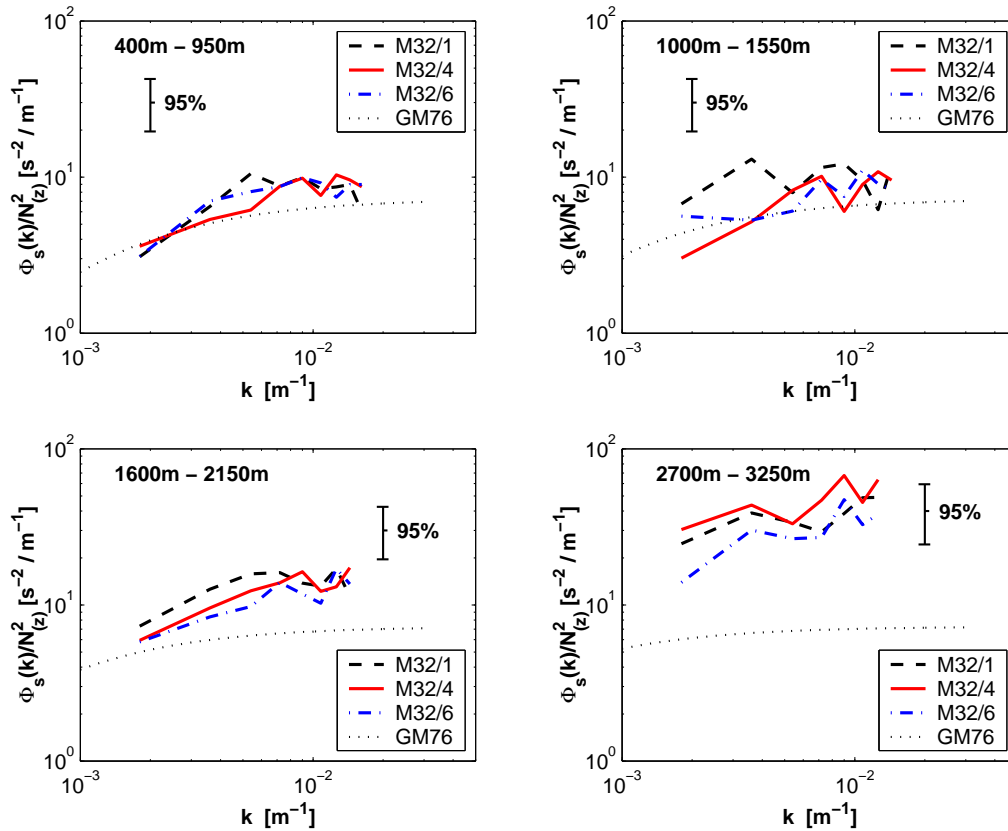 400m − 950m
95%
M32/1
M32/4
M32/6
GM76
10²
10¹
10⁰
Φs(k)/N²(z) [s⁻² / m⁻¹]
10⁻³
10⁻²
k [m⁻¹]
1000m − 1550m
95%
M32/1
M32/4
M32/6
GM76
10²
10¹
10⁰
Φs(k)/N²(z) [s⁻² / m⁻¹]
10⁻³
10⁻²
k [m⁻¹]
1600m − 2150m
95%
M32/1
M32/4
M32/6
GM76
10²
10¹
10⁰
Φs(k)/N²(z) [s⁻² / m⁻¹]
10⁻³
10⁻²
k [m⁻¹]
2700m − 3250m
95%
M32/1
M32/4
M32/6
GM76
10²
10¹
10⁰
Φs(k)/N²(z) [s⁻² / m⁻¹]
10⁻³
10⁻²
k [m⁻¹]